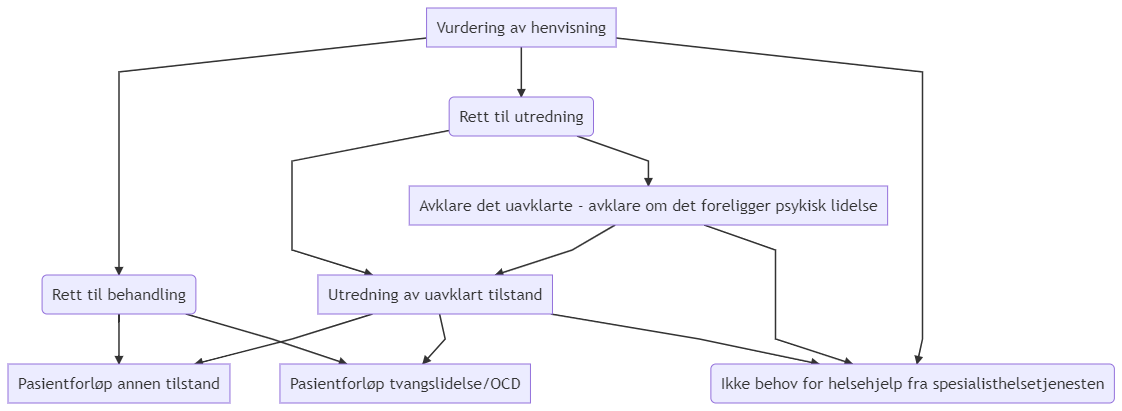 Vurdering av henvisning
Rett til utredning
Avklare det uavklarte - avklare om det foreligger psykisk lidelse
Rett til behandling
Utredning av uavklart tilstand
Pasientforløp annen tilstand
Pasientforløp tvangslidelse/OCD
Ikke behov for helsehjelp fra spesialisthelsetjenesten